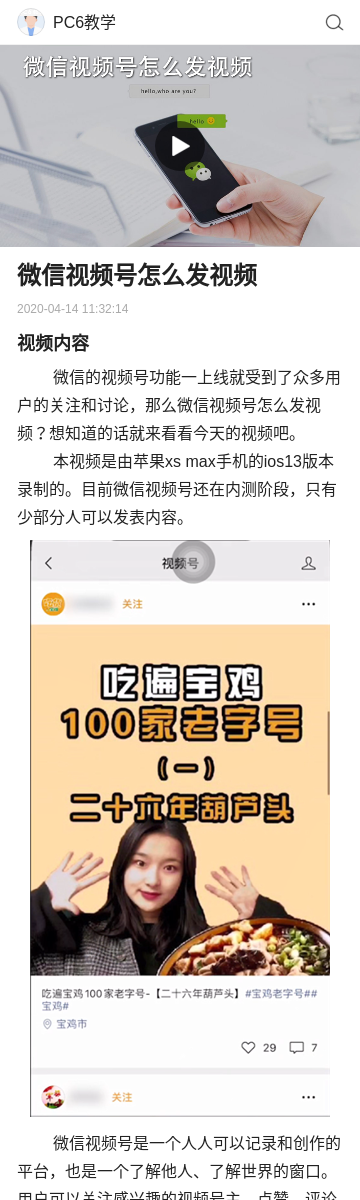 PC6教学
微信视频号怎么发视频
hello,who are you?
hello
微信视频号怎么发视频
2020-04-14 11:32:14
视频内容
微信的视频号功能一上线就受到了众多用
户的关注和讨论，那么微信视频号怎么发视
频？想知道的话就来看看今天的视频吧。
本视频是由苹果xs max手机的ios13版本
录制的。目前微信视频号还在内测阶段，只有
少部分人可以发表内容。
视频号
关注
吃遍宝鸡
100家老字号
（一）
二十六年葫芦头
吃遍宝鸡100家老字号-【二十六年葫芦头】#宝鸡老字号##
宝鸡#
宝鸡市
29 7
关注
微信视频号是一个人人可以记录和创作的
平台，也是一个了解他人、了解世界的窗口。
用户可以关注感兴趣的视频号主，点赞、评论